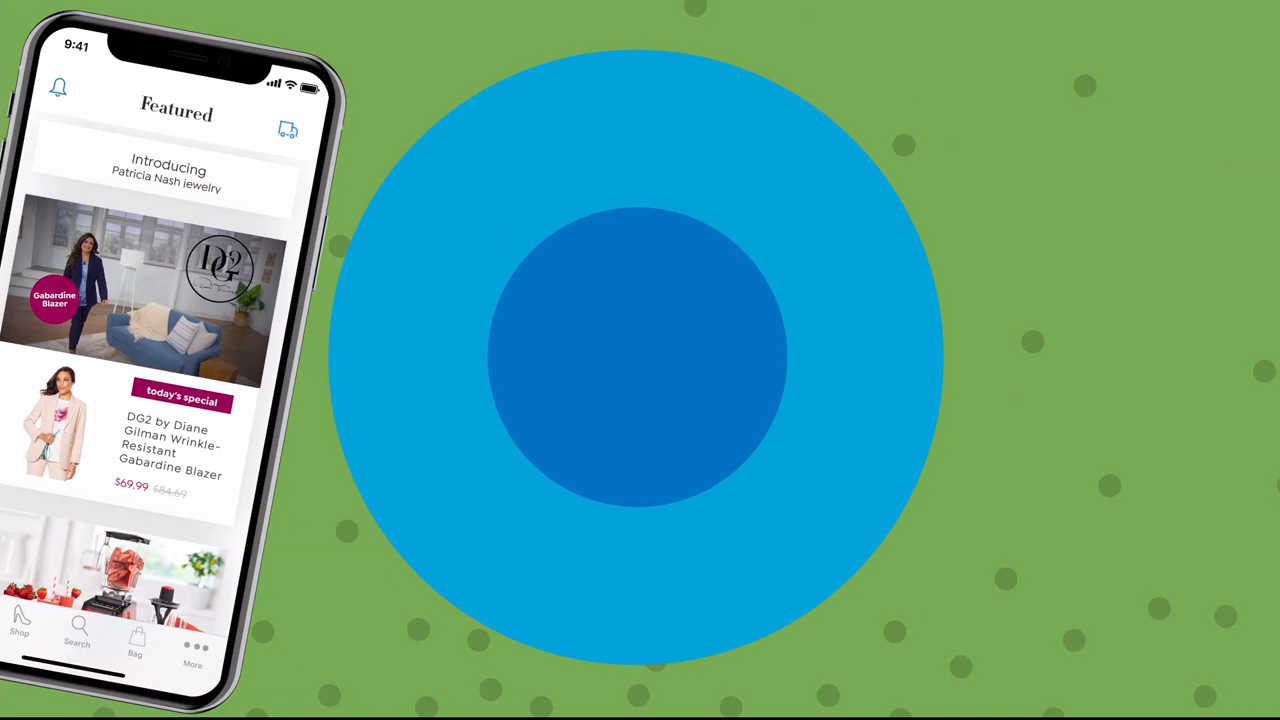 9:41
Featured
Introducing
Patricia Nash jewelry
DG2
Gabardine
Blazer
today's special
DG2 by Diane
Gilman Wrinkle-
Resistant
Gabardine Blazer
$69.99 $84.69
Shop
Search
Bag
More